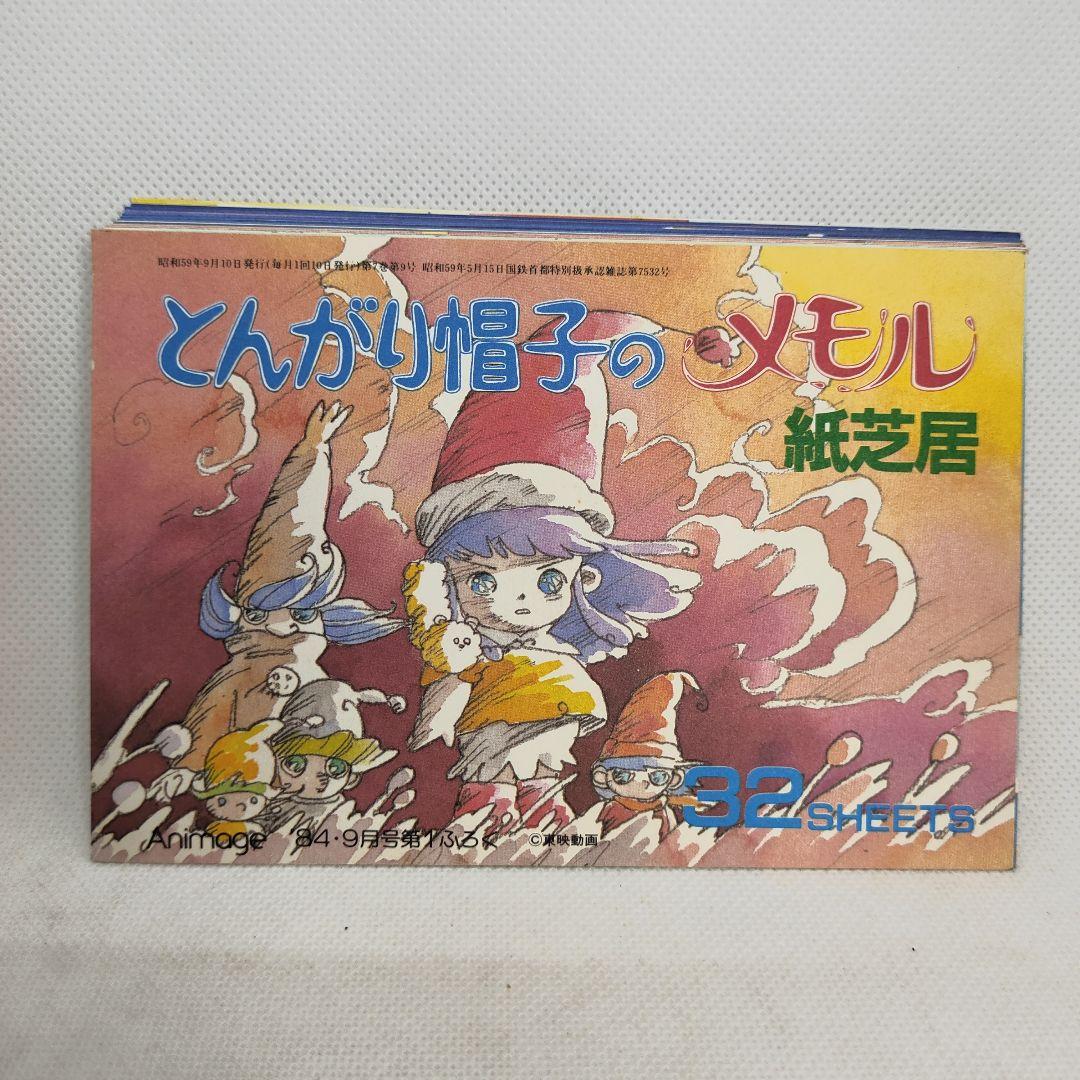 昭和59年9月10日発行(毎月1回10日発行)第7巻第9号 昭和59年5月15日国鉄首都特別扱承認雑誌第7532号
とんがり帽子のメモル
紙芝居
32 SHEETS
Animage '84・9月号第1ふろく ©東映動画